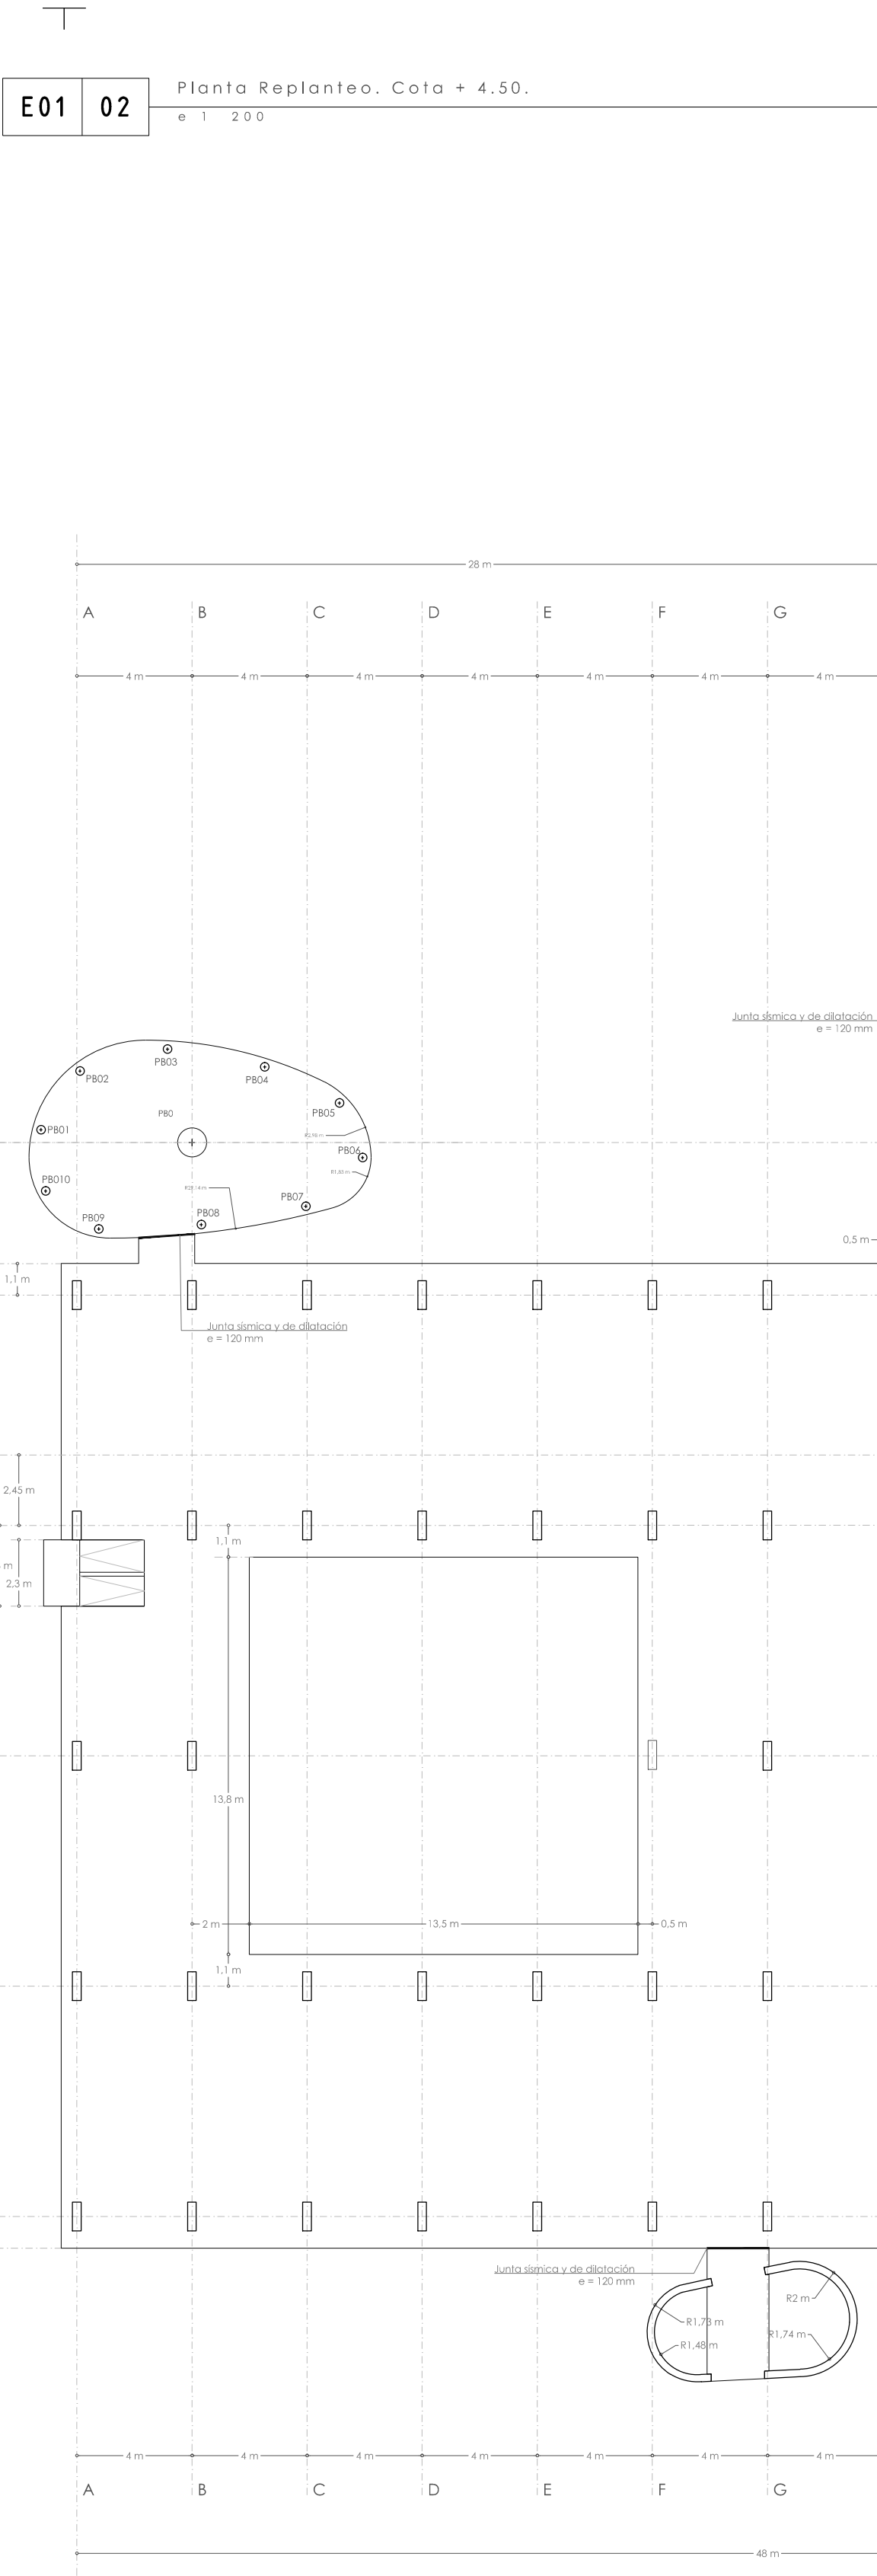 E01 02
Planta Replanteo. Cota + 4.50.
e 1 200
28 m
A B C D E F G
4 m 4 m 4 m 4 m 4 m 4 m 4 m
Junta sísmica y de dilatación
e = 120 mm
PB03
PB04
PB02
PB0
PB05
PB01
PB06
PB010
PB07
PB09
PB08
0,5 m
1,1 m
Junta sísmica y de dilatación
e = 120 mm
2,45 m
1,1 m
m
2,3 m
13,8 m
2 m 13,5 m 0,5 m
1,1 m
Junta sísmica y de dilatación
e = 120 mm
R2 m
R1,73 m
R1,74 m
R1,48 m
4 m 4 m 4 m 4 m 4 m 4 m 4 m
A B C D E F G
48 m